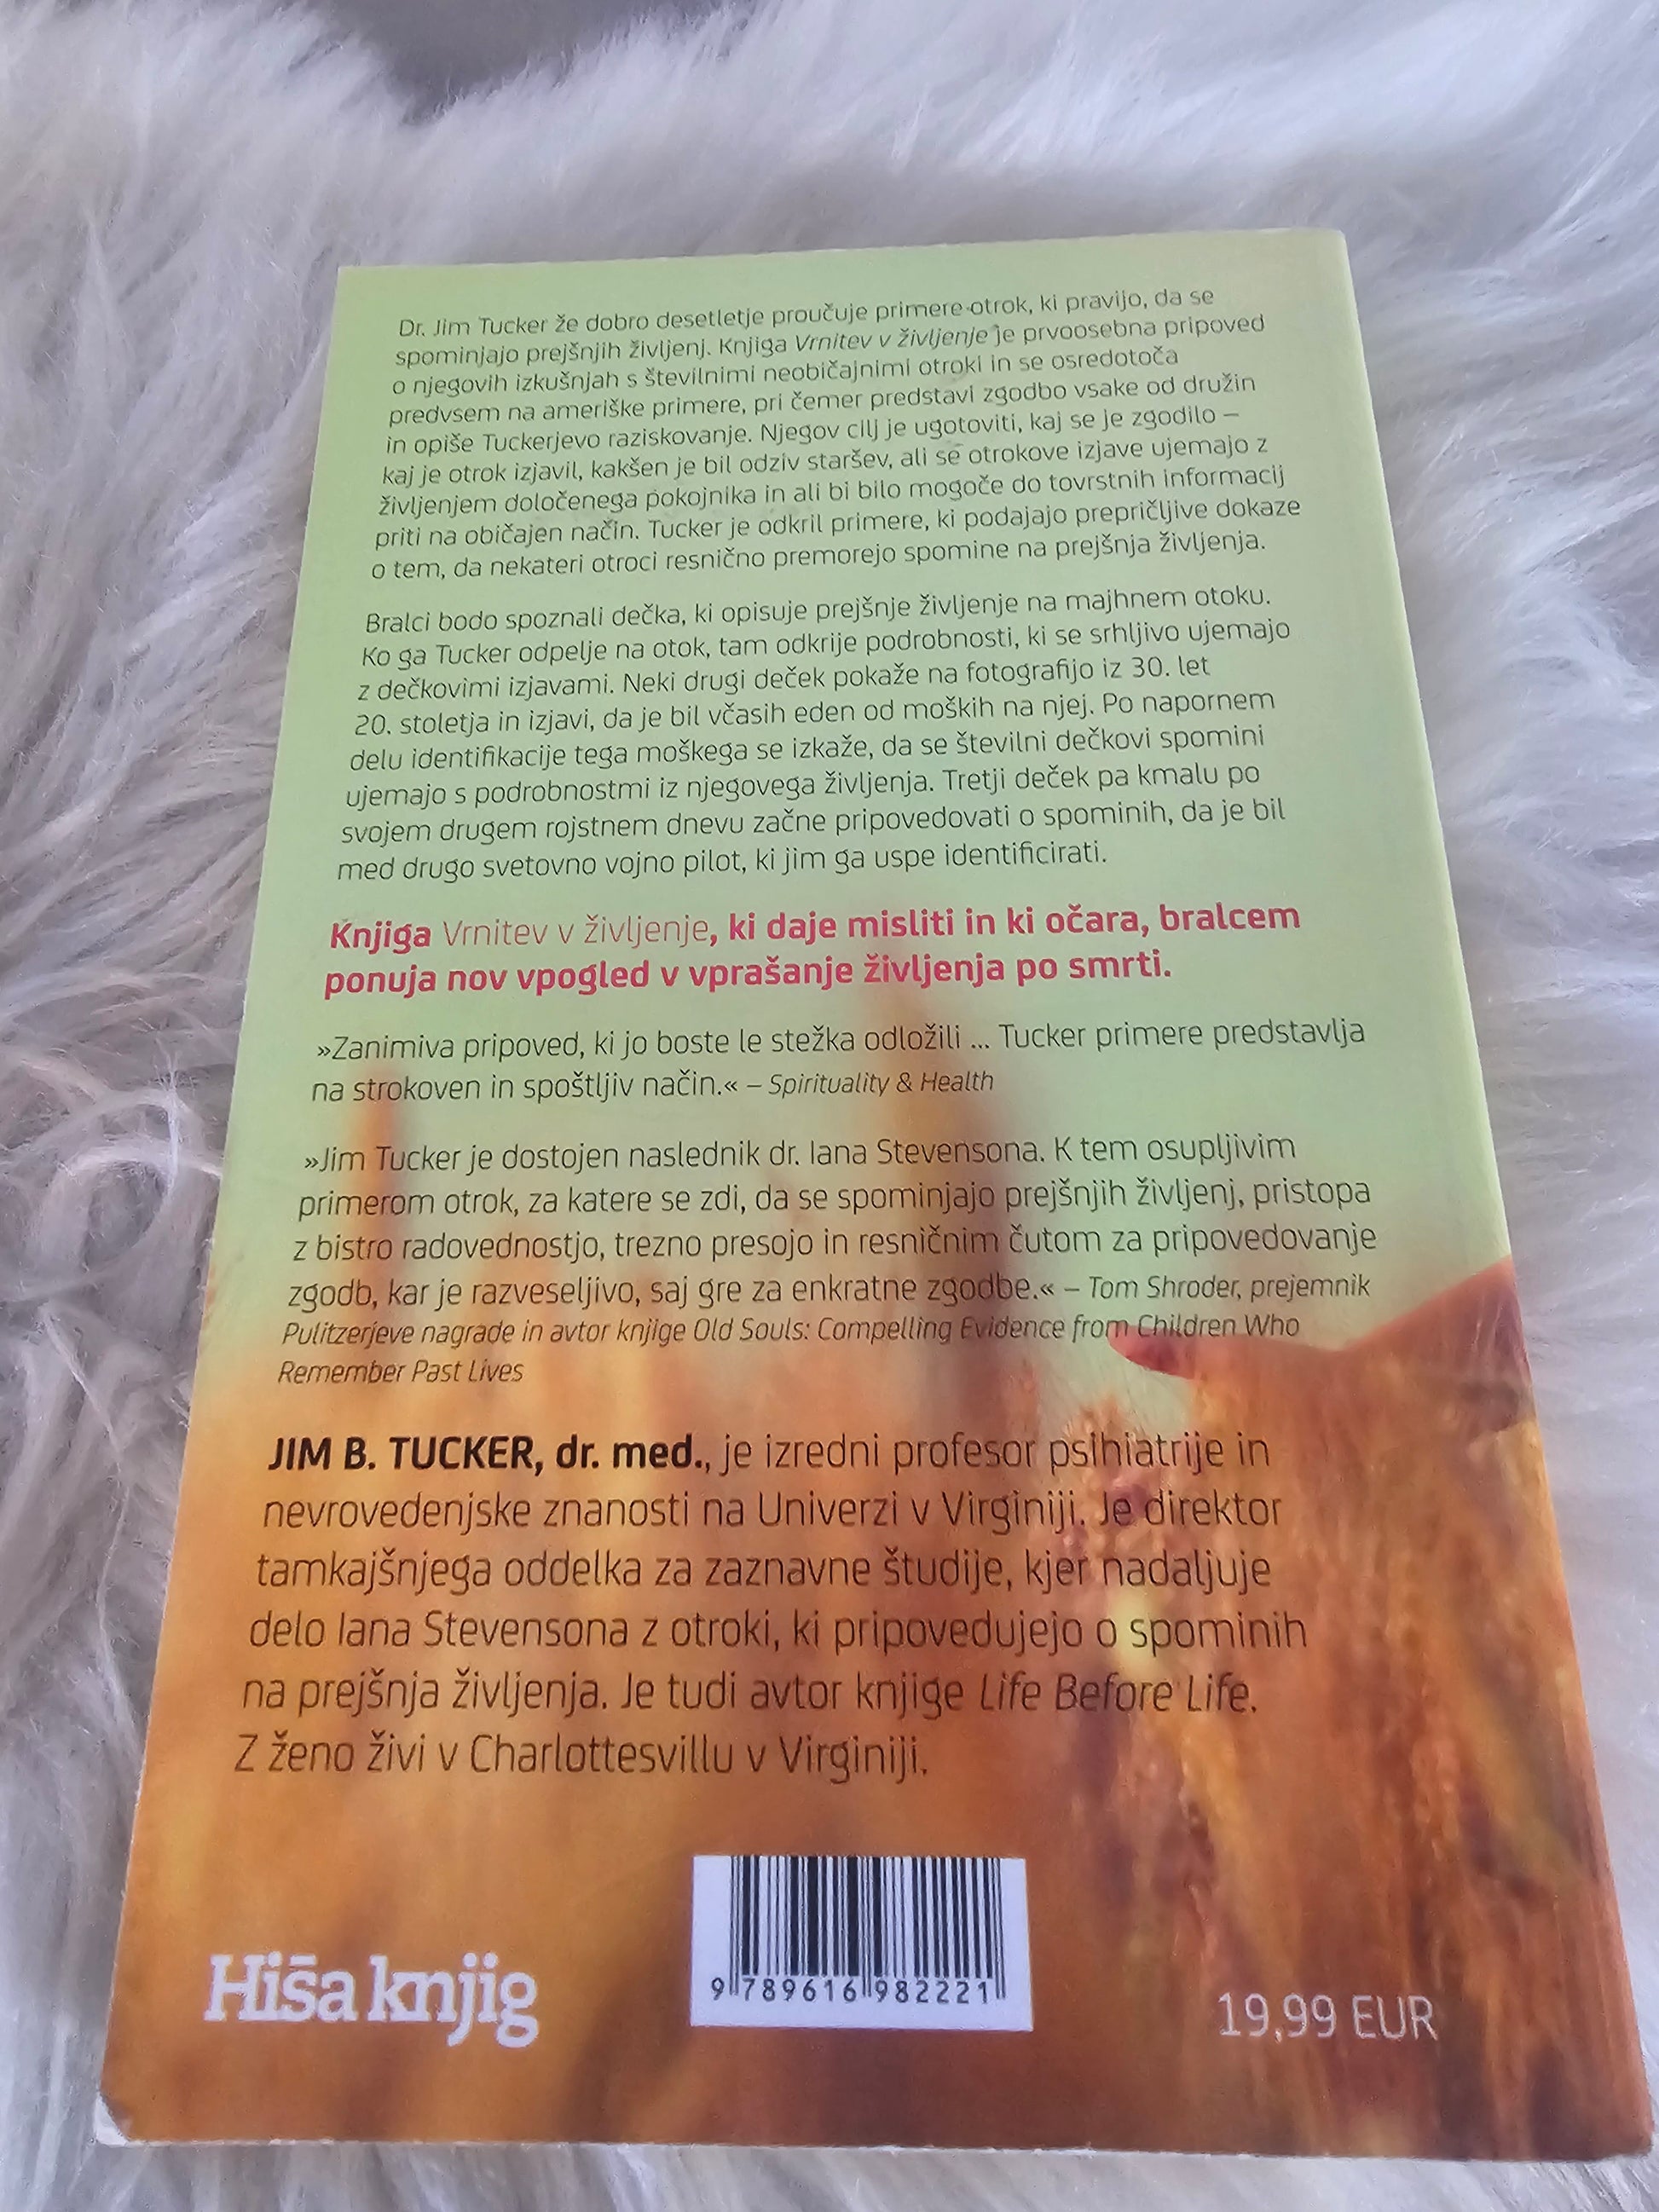 Dr. Jim Tucker že dobro desetletje proučuje primere otrok, ki pravijo, da se
spominjajo prejšnjih življenj. Knjiga Vrnitev v življenje je prvoosebna pripoved
o njegovih izkušnjah s številnimi neobičajnimi otroki in se osredotoča
predvsem na ameriške primere, pri čemer predstavi zgodbo vsake od družin
in opiše Tuckerjevo raziskovanje. Njegov cilj je ugotoviti, kaj se je zgodilo –
kaj je otrok izjavil, kakšen je bil odziv staršev, ali se otrokove izjave ujemajo z
življenjem določenega pokojnika in ali bi bilo mogoče do tovrstnih informacij
priti na običajen način. Tucker je odkril primere, ki podajajo prepričljive dokaze
o tem, da nekateri otroci resnično premorejo spomine na prejšnja življenja.
Bralci bodo spoznali dečka, ki opisuje prejšnje življenje na majhnem otoku.
Ko ga Tucker odpelje na otok, tam odkrije podrobnosti, ki se srhljivo ujemajo
z dečkovimi izjavami. Neki drugi deček pokaže na fotografijo iz 30. let
20. stoletja in izjavi, da je bil včasih eden od moških na njej. Po napornem
delu identifikacije tega moškega se izkaže, da se številni dečkovi spomini
ujemajo s podrobnostmi iz njegovega življenja. Tretji deček pa kmalu po
svojem drugem rojstnem dnevu začne pripovedovati o spominih, da je bil
med drugo svetovno vojno pilot, ki jim ga uspe identificirati.
Knjiga Vrnitev v življenje, ki daje misliti in ki očara, bralcem
ponuja nov vpogled v vprašanje življenja po smrti.
»Zanimiva pripoved, ki jo boste le stežka odložili ... Tucker primere predstavlja
na strokoven in spoštljiv način.« – Spirituality & Health
»Jim Tucker je dostojen naslednik dr. Iana Stevensona. K tem osupljivim
primerom otrok, za katere se zdi, da se spominjajo prejšnjih življenj, pristopa
z bistro radovednostjo, trezno presojo in resničnim čutom za pripovedovanje
zgodb, kar je razveseljivo, saj gre za enkratne zgodbe.« – Tom Shroder, prejemnik
Pulitzerjeve nagrade in avtor knjige Old Souls: Compelling Evidence from Children Who
Remember Past Lives
JIM B. TUCKER, dr. med., je izredni profesor psihiatrije in
nevrovedenjske znanosti na Univerzi v Virginiji. Je direktor
tamkajšnjega oddelka za zaznavne študije, kjer nadaljuje
delo Iana Stevensona z otroki, ki pripovedujejo o spominih
na prejšnja življenja. Je tudi avtor knjige Life Before Life.
Z ženo živi v Charlottesvillu v Virginiji.
Hiša knjig
9 789616 982221
19,99 EUR